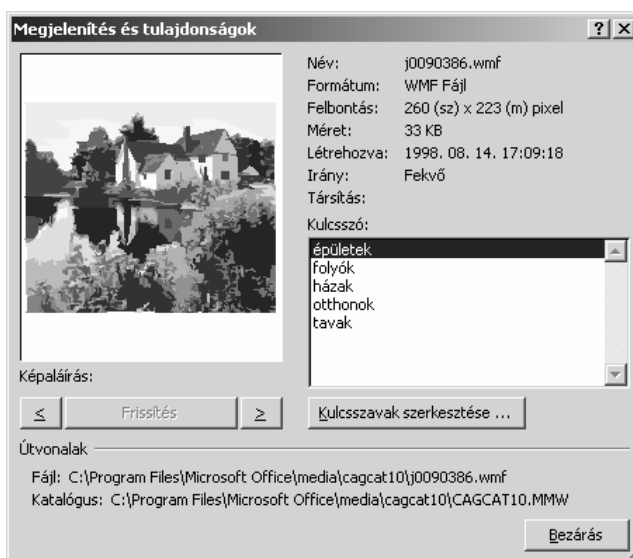 Megjelenítés és tulajdonságok
Név: j0090386.wmf
Formátum: WMF Fájl
Felbontás: 260 (sz) x 223 (m) pixel
Méret: 33 KB
Létrehozva: 1998. 08. 14. 17:09:18
Irány: Fekvő
Társítás:
Kulcsszó:
épületek
folyók
házak
otthonok
tavak
Képaláírás:
< Frissítés >
Kulcsszavak szerkesztése ...
Útvonalak
Fájl: C:\Program Files\Microsoft Office\media\cagcat10\j0090386.wmf
Katalógus: C:\Program Files\Microsoft Office\media\cagcat10\CAGCAT10.MMW
Bezárás